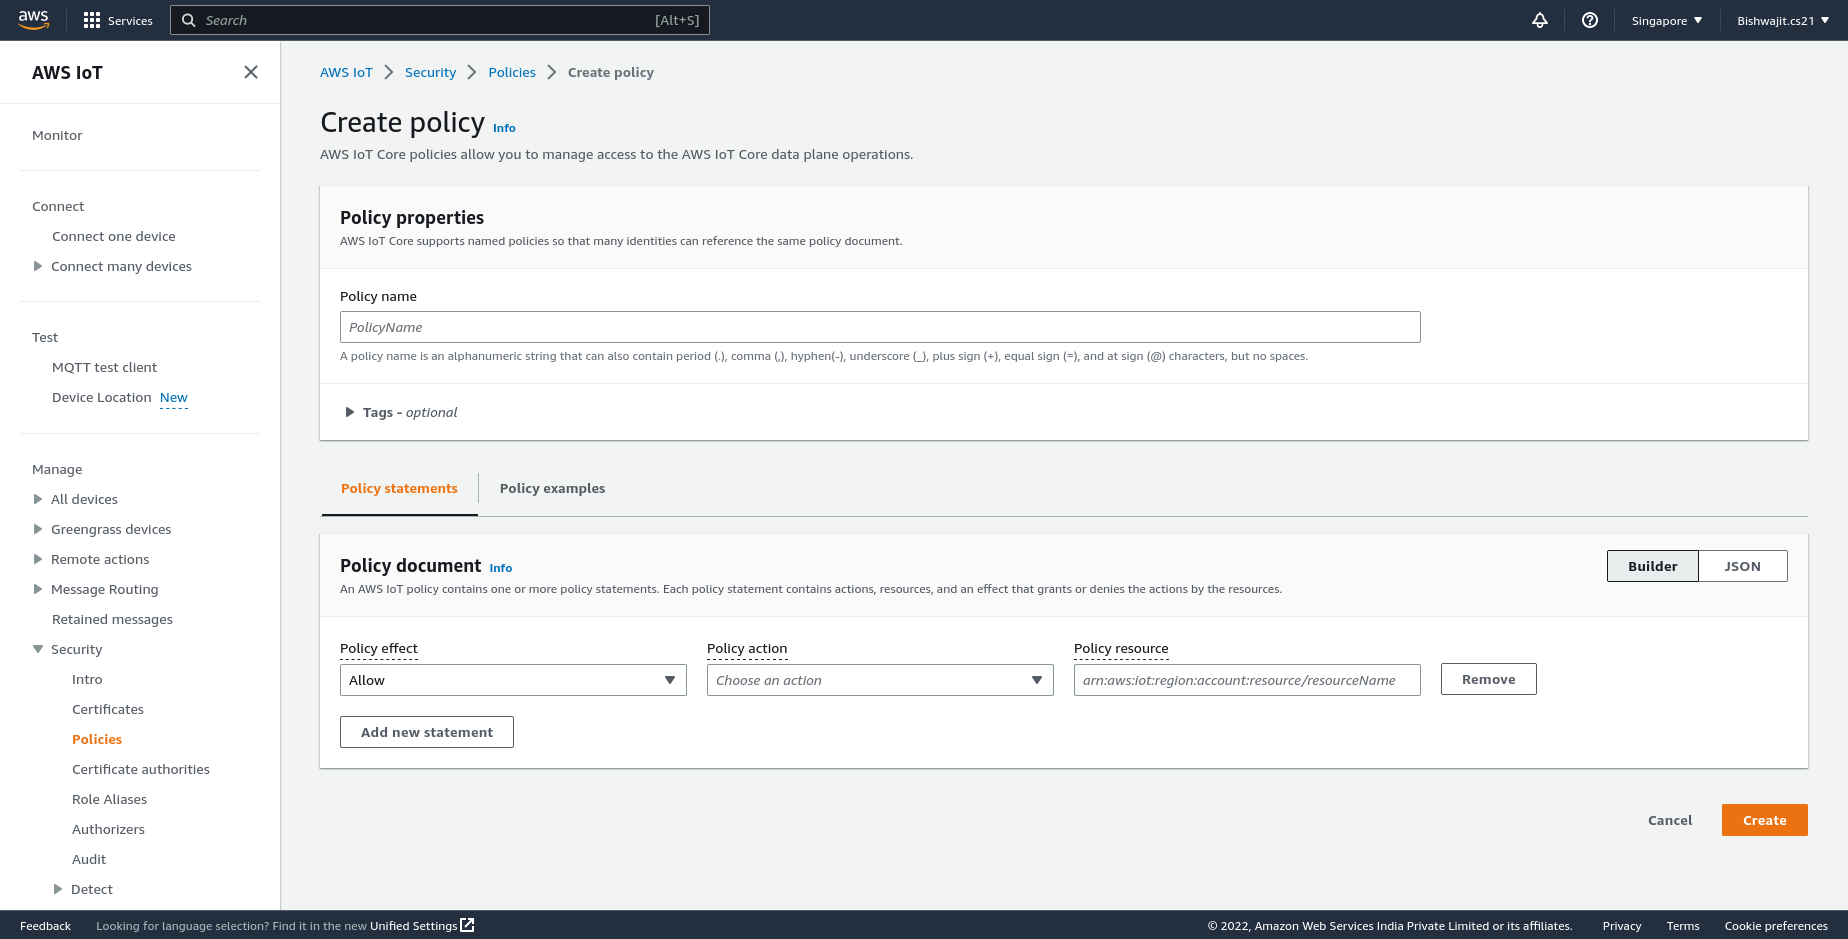 aws
Services
Search
[Alt+S]
Singapore
Bishwajit.cs21
AWS IoT
Monitor
Connect
Connect one device
Connect many devices
Test
MQTT test client
Device Location New
Manage
All devices
Greengrass devices
Remote actions
Message Routing
Retained messages
Security
Intro
Certificates
Policies
Certificate authorities
Role Aliases
Authorizers
Audit
Detect
AWS IoT
Security
Policies
Create policy
Create policy Info
AWS IoT Core policies allow you to manage access to the AWS IoT Core data plane operations.
Policy properties
AWS IoT Core supports named policies so that many identities can reference the same policy document.
Policy name
PolicyName
A policy name is an alphanumeric string that can also contain period (.), comma (,), hyphen(-), underscore (_), plus sign (+), equal sign (=), and at sign (@) characters, but no spaces.
Tags - optional
Policy statements
Policy examples
Policy document Info
An AWS IoT policy contains one or more policy statements. Each policy statement contains actions, resources, and an effect that grants or denies the actions by the resources.
Builder
JSON
Policy effect
Policy action
Policy resource
Allow
Choose an action
arn:aws:iot:region:account:resource/resourceName
Remove
Add new statement
Cancel
Create
Feedback
Looking for language selection? Find it in the new Unified Settings
© 2022, Amazon Web Services India Private Limited or its affiliates.
Privacy
Terms
Cookie preferences